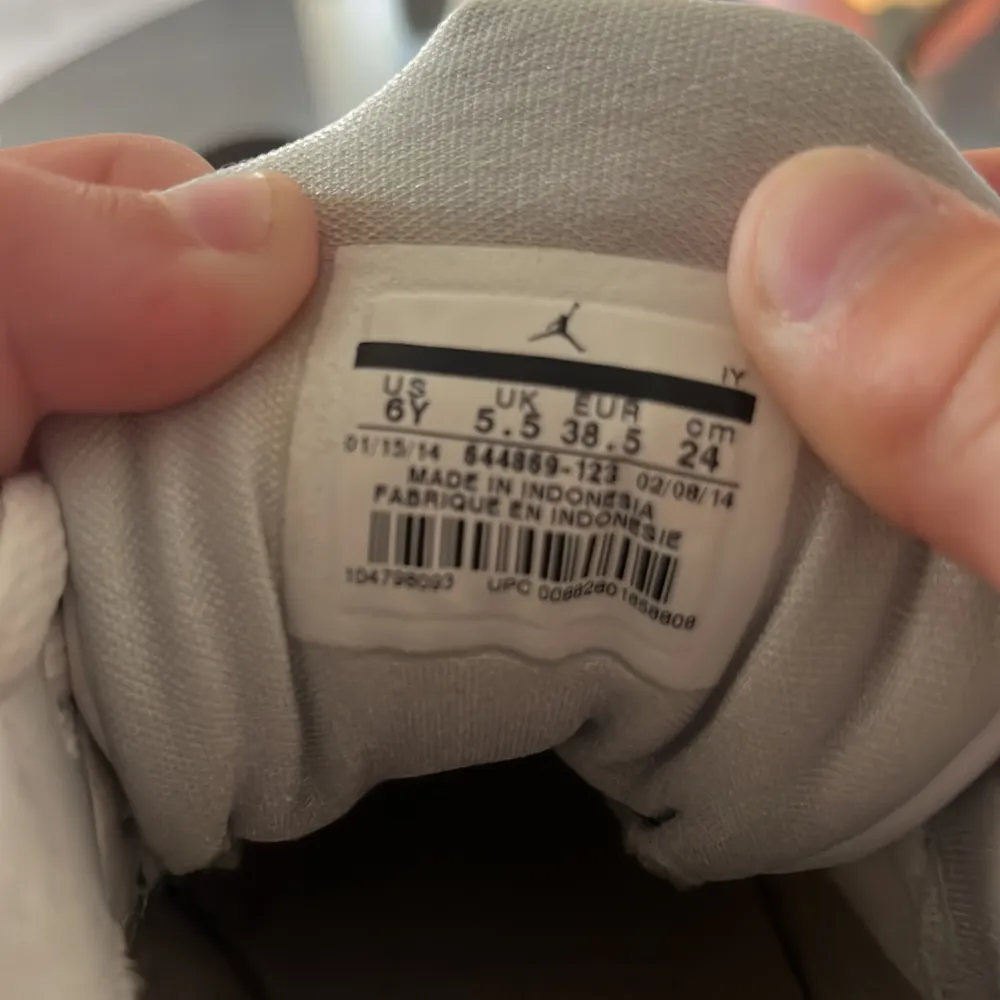 IY
US UK EUR cm
6Y 5.5 38.5 24
01/15/14 644869-123 02/08/14
MADE IN INDONESIA
FABRIQUE EN INDONESIE
104796093 UPC 00882801858808